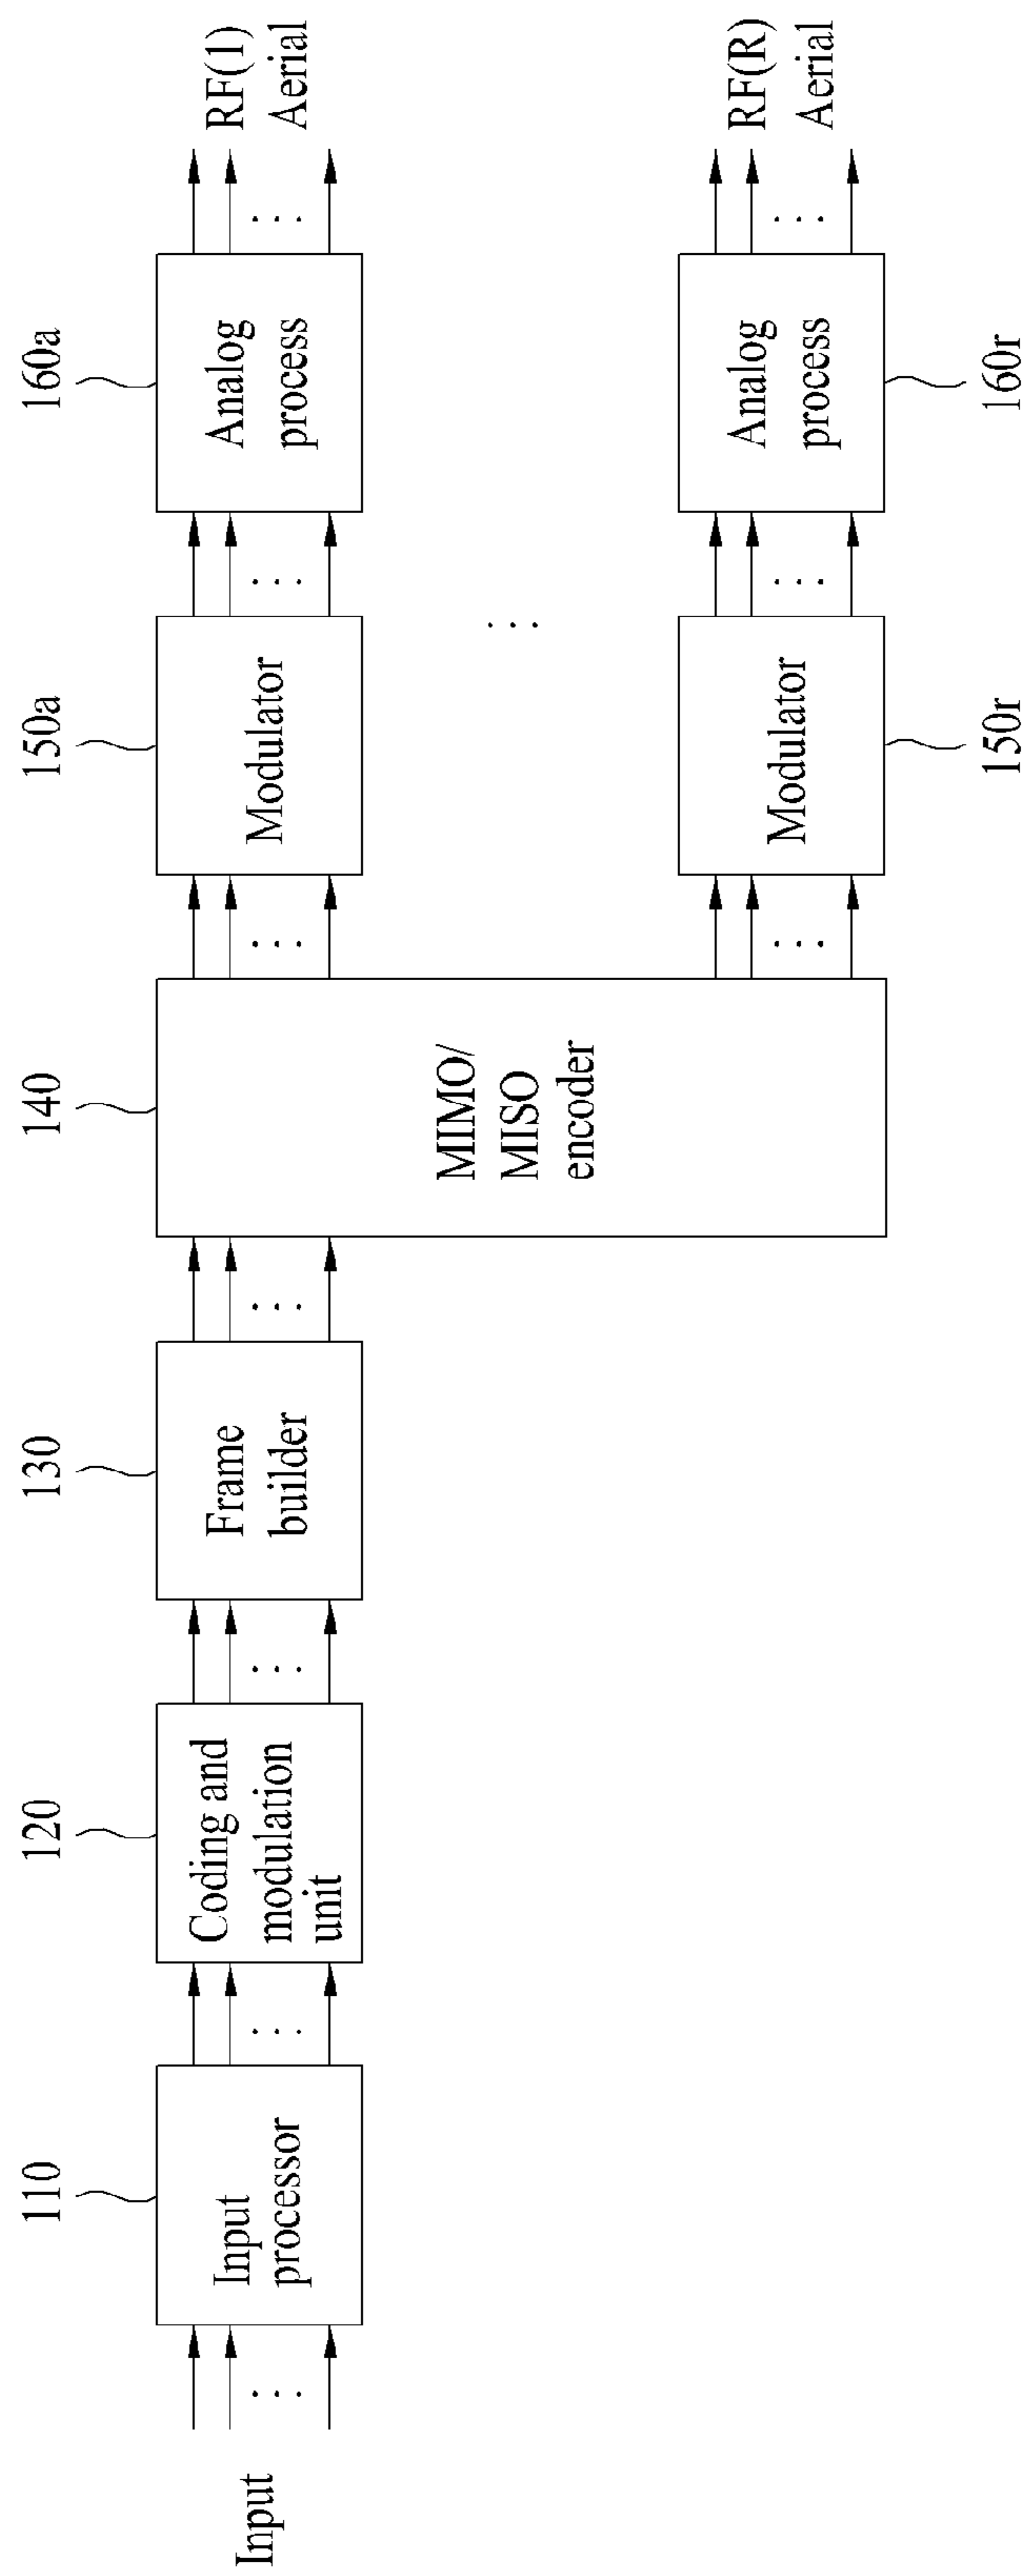 110
120
130
140
150a
160a
Input
Input
processor
Coding and
modulation
unit
Frame
builder
MIMO/
MISO
encoder
Modulator
Analog
process
RF(1)
Aerial
...
Modulator
Analog
process
RF(R)
Aerial
150r
160r